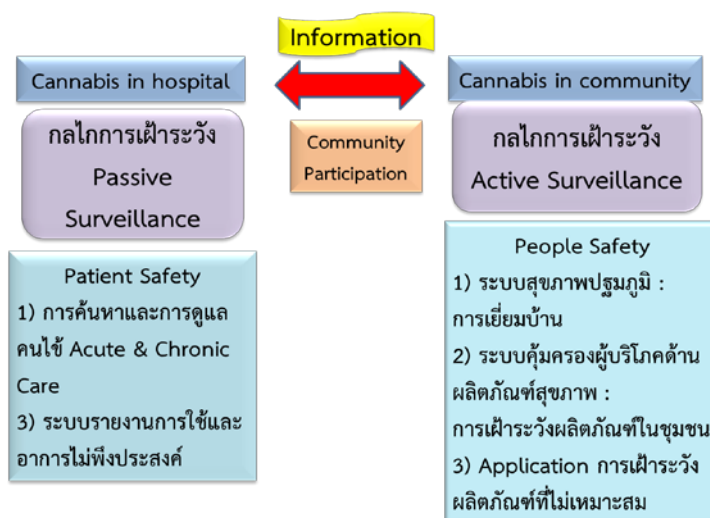 Information
Cannabis in hospital
กลไกการเฝ้าระวัง
Passive
Surveillance
Patient Safety
1) การค้นหาและการดูแล
คนไข้ Acute & Chronic
Care
3) ระบบรายงานการใช้และ
อาการไม่พึงประสงค์
Community
Participation
Cannabis in community
กลไกการเฝ้าระวัง
Active Surveillance
People Safety
1) ระบบสุขภาพปฐมภูมิ :
การเยี่ยมบ้าน
2) ระบบคุ้มครองผู้บริโภคด้าน
ผลิตภัณฑ์สุขภาพ :
การเฝ้าระวังผลิตภัณฑ์ในชุมชน
3) Application การเฝ้าระวัง
ผลิตภัณฑ์ที่ไม่เหมาะสม